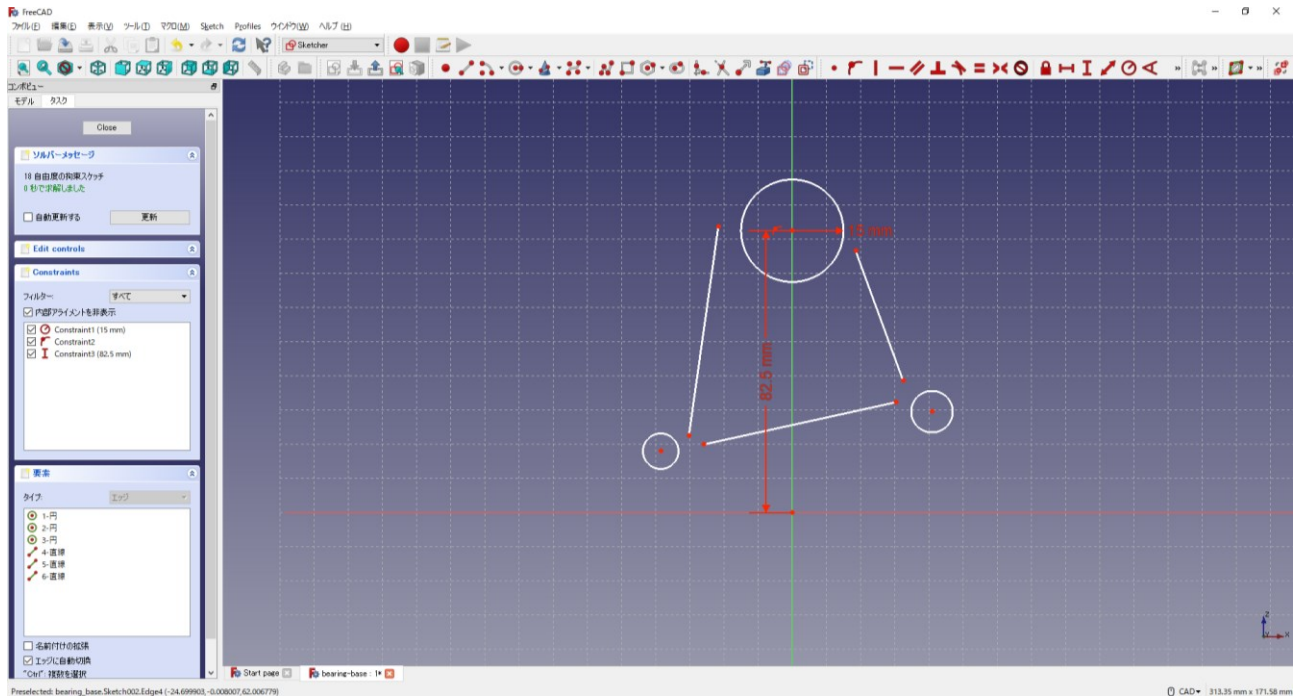 FreeCAD
ファイル(F) 編集(E) 表示(V) ツール(T) マクロ(M) Sketch Profiles ウインドウ(W) ヘルプ(H)
Sketcher
コンボビュー
モデル タスク
Close
ソルバーメッセージ
10 自由度の拘束スケッチ
0 秒で求解しました
自動更新する 更新
Edit controls
Constraints
フィルター: すべて
内部アライメントを非表示
Constraint1 (15 mm)
Constraint2
Constraint3 (82.5 mm)
要素
タイプ: エッジ
1-円
2-円
3-円
4-直線
5-直線
6-直線
名前付けの拡張
エッジに自動切換
"Ctrl": 複数を選択
15 mm
82.5 mm
Z
X
Start page bearing-base : 1*
Preselected: bearing_base.Sketch002.Edge4 (-24.699903,-0.008007,62.006779)
CAD 313.35 mm x 171.58 mm